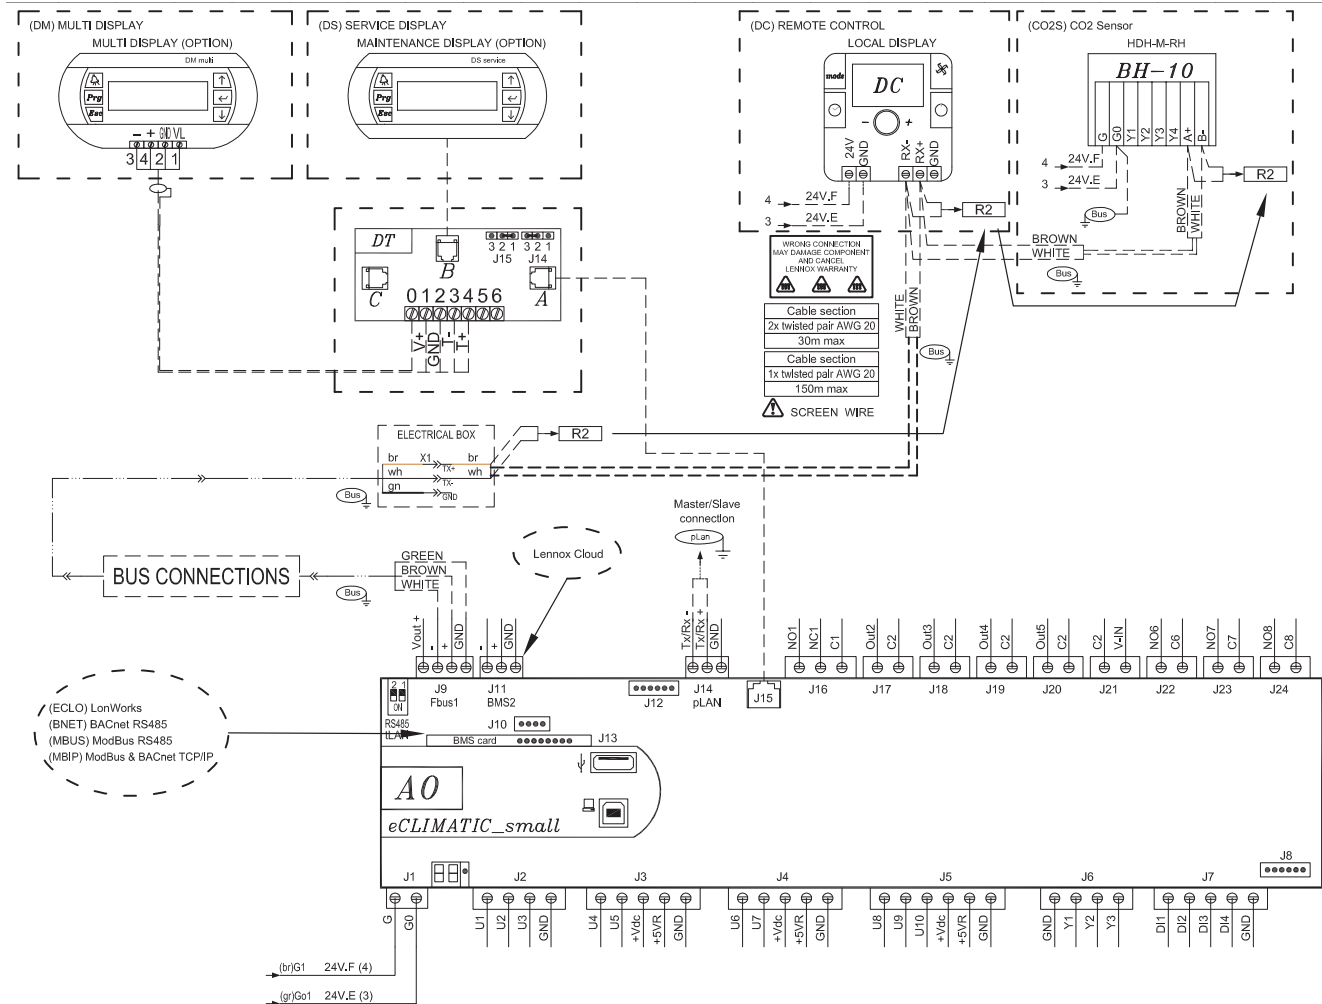 (DM) MULTI DISPLAY
MULTI DISPLAY (OPTION)
DM multi
Prg
Esc
- + GND VL
3 4 2 1
(DS) SERVICE DISPLAY
MAINTENANCE DISPLAY (OPTION)
DS service
Prg
Esc
(DC) REMOTE CONTROL
LOCAL DISPLAY
mode
DC
- +
24V
GND
RX-
RX+
GND
4 24V.F
3 24V.E
R2
(CO2S) CO2 Sensor
HDH-M-RH
BH-10
G
G0
Y1
Y2
Y3
Y4
A+
B-
4 24V.F
3 24V.E
Bus
BROWN
WHITE
R2
BROWN
WHITE
Bus
DT
3 2 1
J15
3 2 1
J14
B
C
A
0 1 2 3 4 5 6
V+
GND
T-
T+
WRONG CONNECTION
MAY DAMAGE COMPONENT
AND CANCEL
LENNOX WARRANTY
Cable section
2x twisted pair AWG 20
30m max
Cable section
1x twisted pair AWG 20
150m max
SCREEN WIRE
WHITE
BROWN
Bus
ELECTRICAL BOX
br X1 br
TX+
wh wh
TX-
gn
GND
R2
Bus
Master/Slave
connection
pLan
Lennox Cloud
BUS CONNECTIONS
GREEN
BROWN
WHITE
Bus
Vout +
-
+
GND
-
+
GND
Tx/Rx -
Tx/Rx +
GND
NO1
NC1
C1
Out2
C2
Out3
C2
Out4
C2
Out5
C2
C2
V-IN
NO6
C6
NO7
C7
NO8
C8
2 1
ON
RS485
tLAN
J9
Fbus1
J11
BMS2
J12
J14
pLAN
J15
J16
J17
J18
J19
J20
J21
J22
J23
J24
J10
BMS card
J13
(ECLO) LonWorks
(BNET) BACnet RS485
(MBUS) ModBus RS485
(MBIP) ModBus & BACnet TCP/IP
A0
eCLIMATIC_small
J1
J2
J3
J4
J5
J6
J7
J8
G
G0
U1
U2
U3
GND
U4
U5
+Vdc
+5VR
GND
U6
U7
+Vdc
+5VR
GND
U8
U9
U10
+Vdc
+5VR
GND
GND
Y1
Y2
Y3
DI1
DI2
DI3
DI4
GND
(br)G1 24V.F (4)
(gr)Go1 24V.E (3)